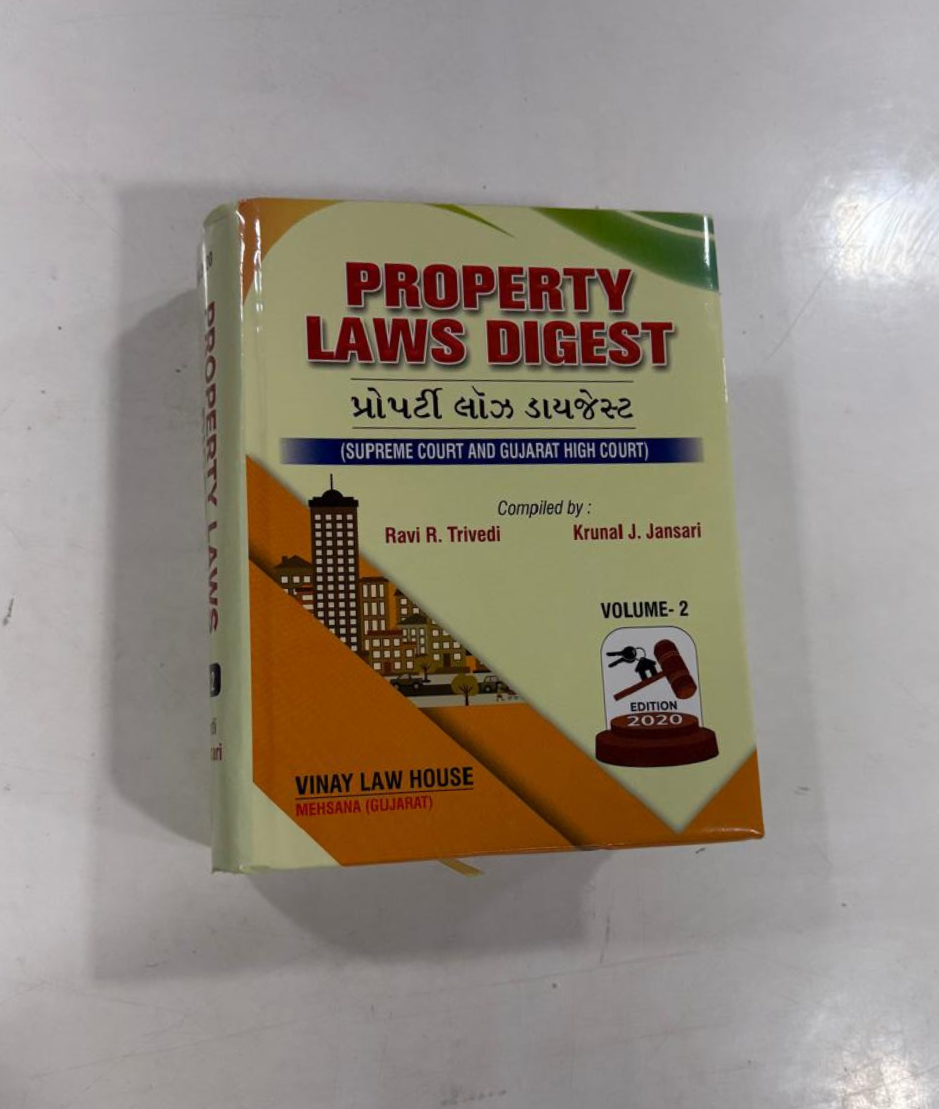 PROPERTY
LAWS DIGEST
પ્રોપર્ટી લૉઝ ડાયજેસ્ટ
(SUPREME COURT AND GUJARAT HIGH COURT)
Compiled by :
Ravi R. Trivedi Krunal J. Jansari
VOLUME- 2
EDITION
2020
VINAY LAW HOUSE
MEHSANA (GUJARAT)
PROPERTY LAWS